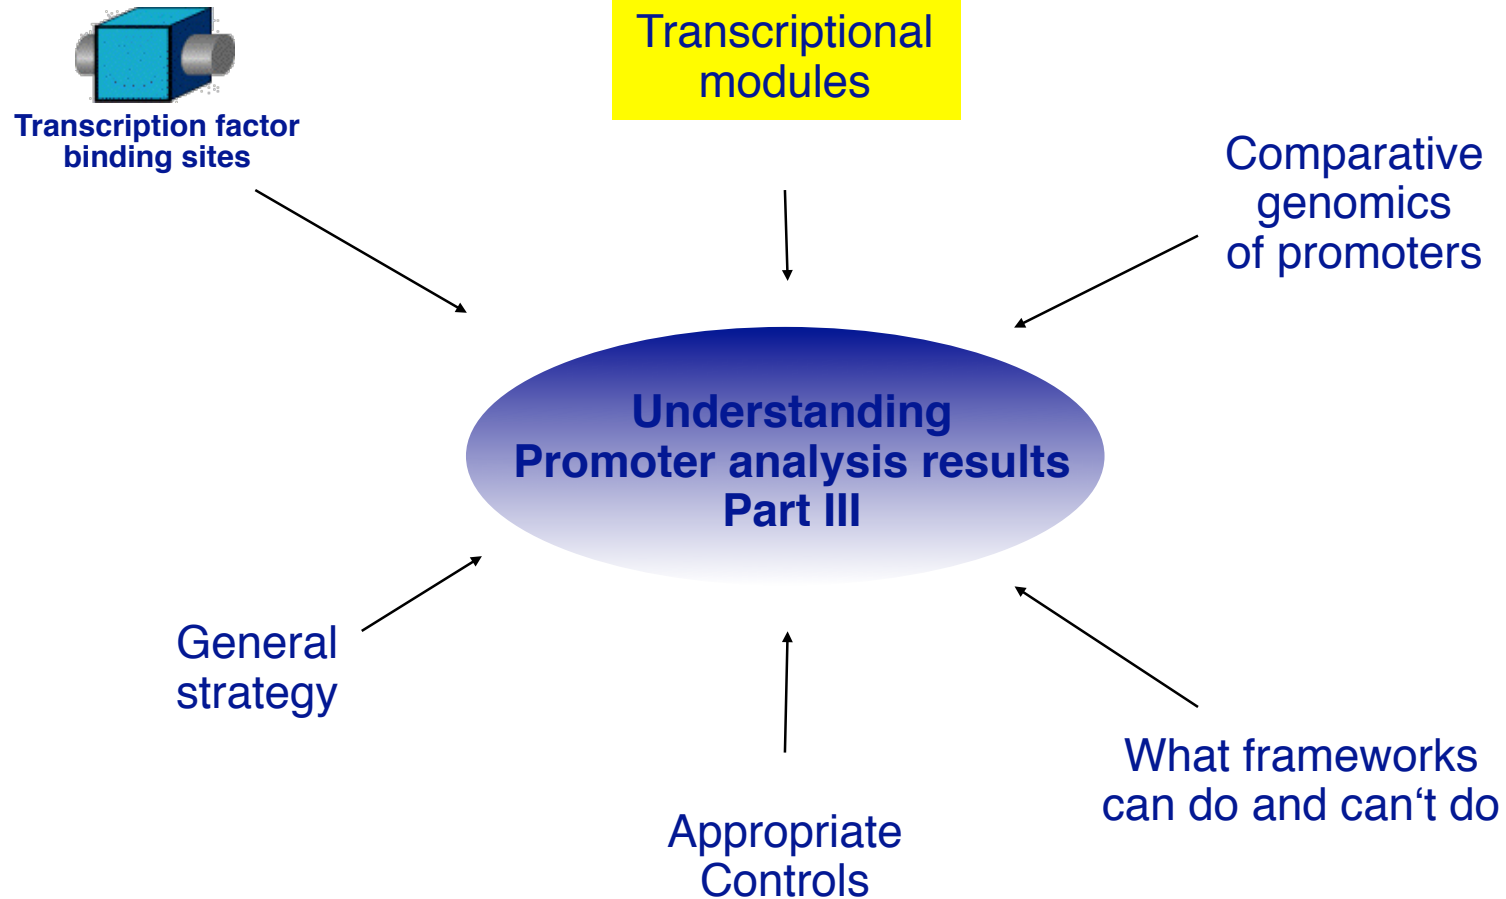 Transcriptional
modules
Transcription factor
binding sites
Comparative
genomics
of promoters
Understanding
Promoter analysis results
Part III
General
strategy
What frameworks
can do and can‘t do
Appropriate
Controls